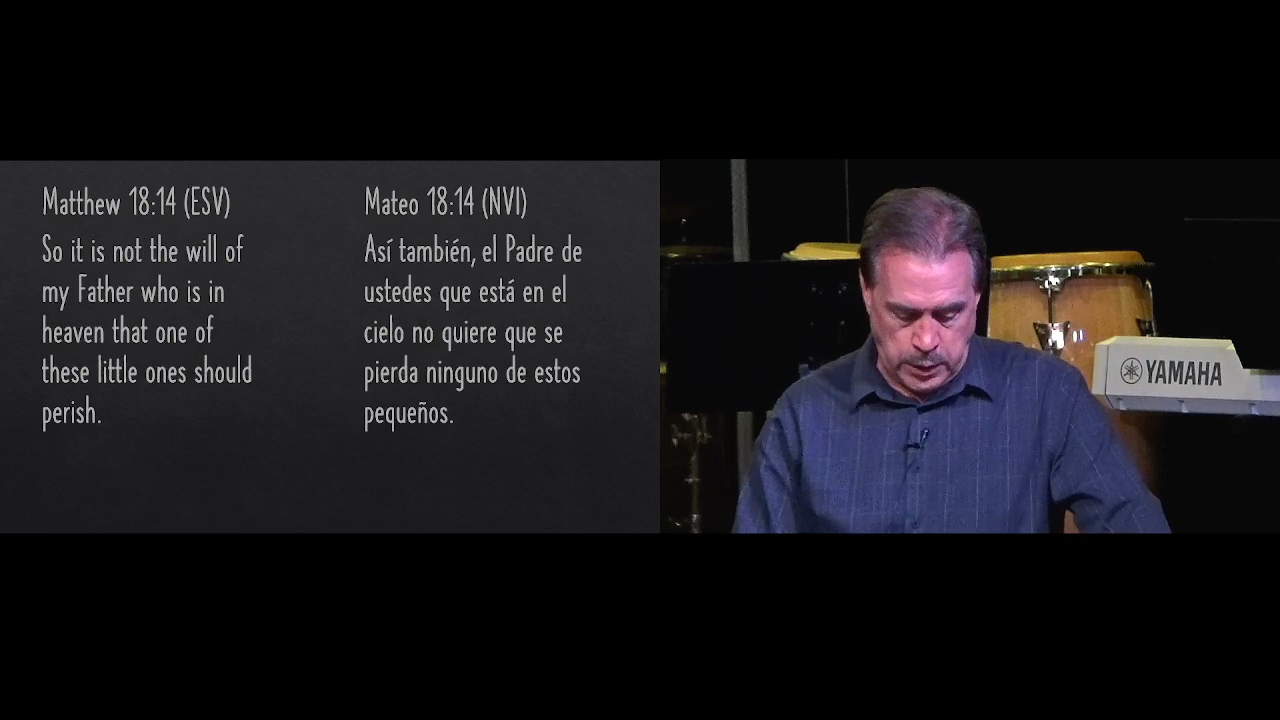 Matthew 18:14 (ESV)
So it is not the will of
my Father who is in
heaven that one of
these little ones should
perish.
Mateo 18:14 (NVI)
Así también, el Padre de
ustedes que está en el
cielo no quiere que se
pierda ninguno de estos
pequeños.
YAMAHA